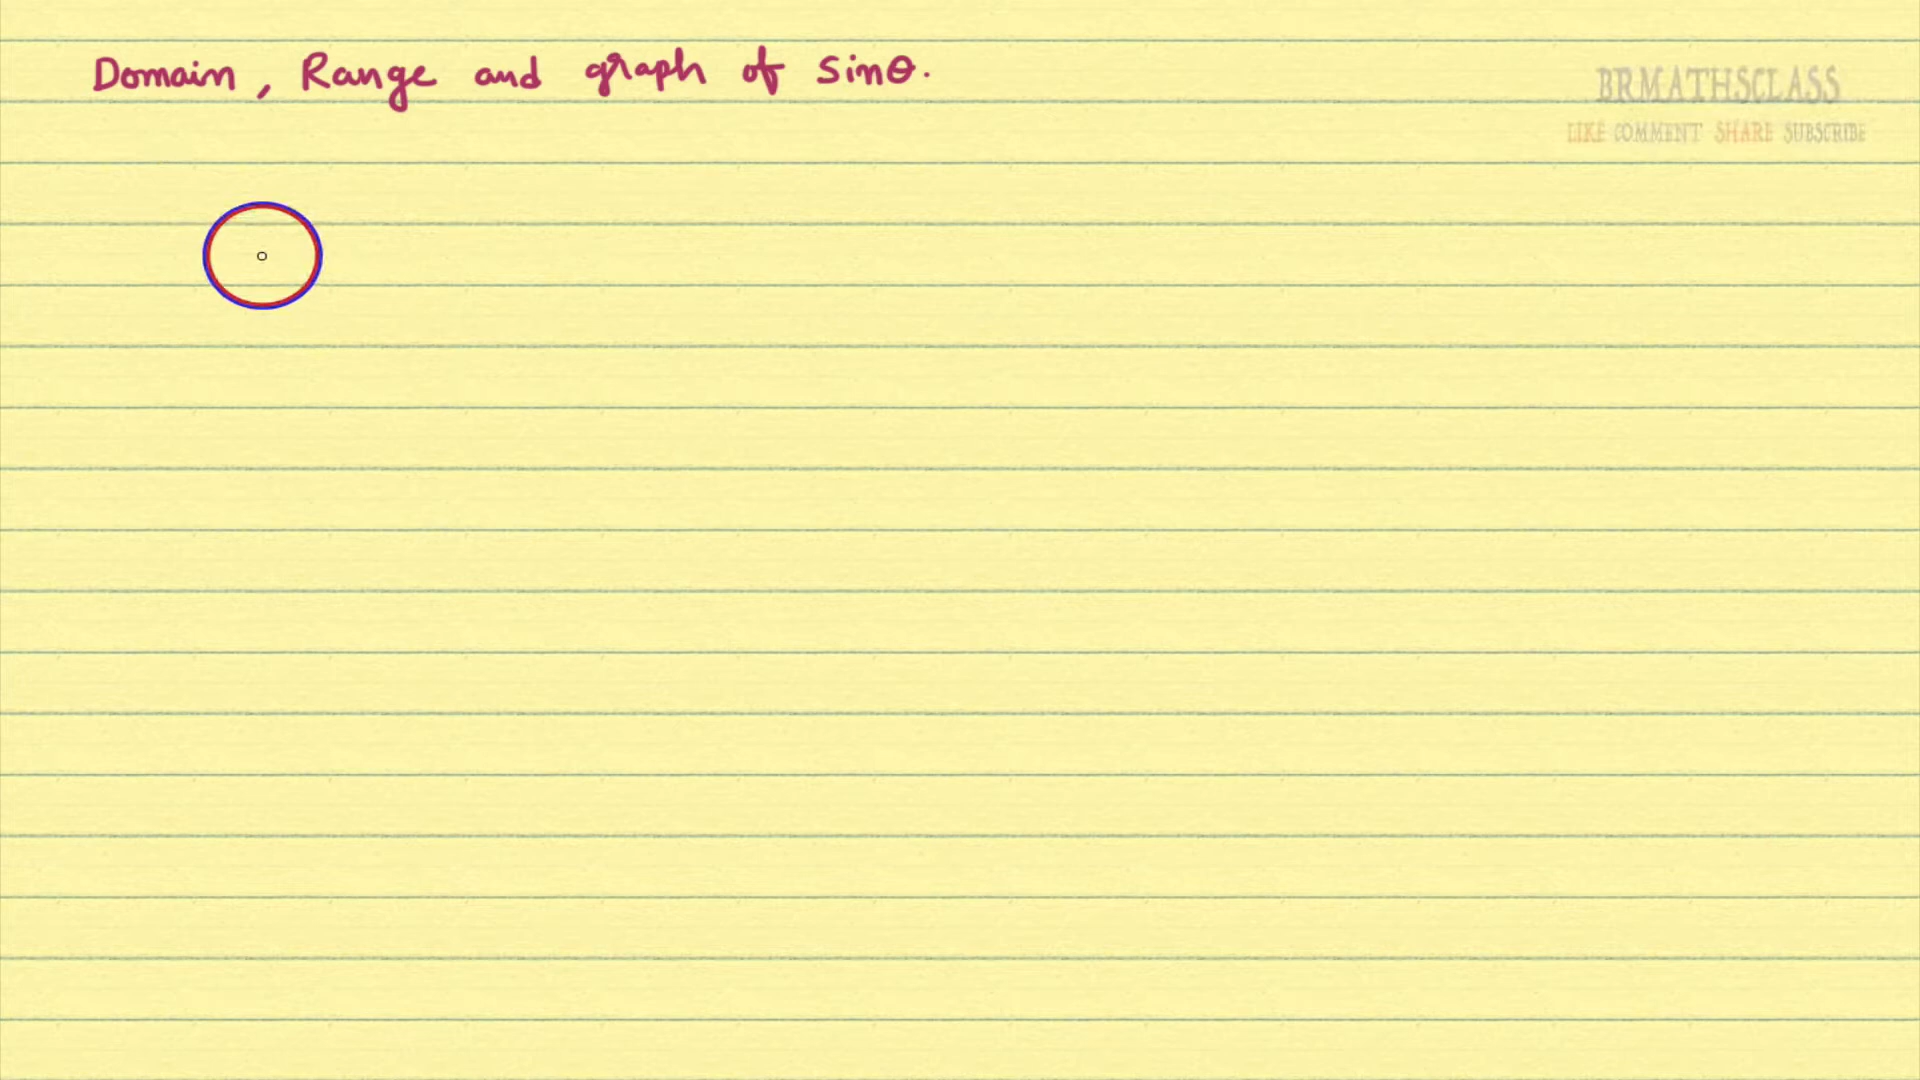 Domain, Range and graph of sinθ.
BRMATHSCLASS
LIKE COMMENT SHARE SUBSCRIBE